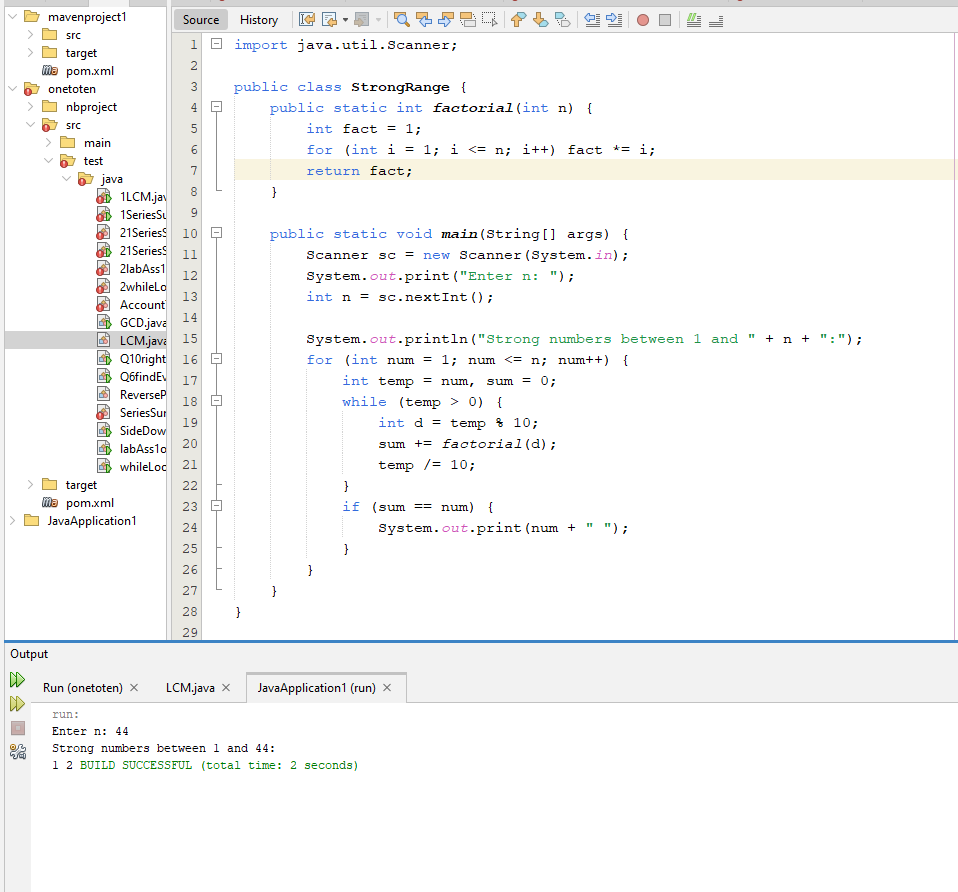 mavenproject1
src
target
pom.xml
onetoten
nbproject
src
main
test
java
1LCM.jav
1SeriesSu
21SeriesS
21SeriesS
2labAss1
2whileLo
Account
GCD.java
LCM.java
Q10right
Q6findEv
ReverseP
SeriesSur
SideDow
labAss1o
whileLoc
target
pom.xml
JavaApplication1
Source History
1 import java.util.Scanner;
2
3 public class StrongRange {
4 public static int factorial(int n) {
5 int fact = 1;
6 for (int i = 1; i <= n; i++) fact *= i;
7 return fact;
8 }
9
10 public static void main(String[] args) {
11 Scanner sc = new Scanner(System.in);
12 System.out.print("Enter n: ");
13 int n = sc.nextInt();
14
15 System.out.println("Strong numbers between 1 and " + n + ":");
16 for (int num = 1; num <= n; num++) {
17 int temp = num, sum = 0;
18 while (temp > 0) {
19 int d = temp % 10;
20 sum += factorial(d);
21 temp /= 10;
22 }
23 if (sum == num) {
24 System.out.print(num + " ");
25 }
26 }
27 }
28 }
29
Output
Run (onetoten) LCM.java JavaApplication1 (run)
run:
Enter n: 44
Strong numbers between 1 and 44:
1 2 BUILD SUCCESSFUL (total time: 2 seconds)